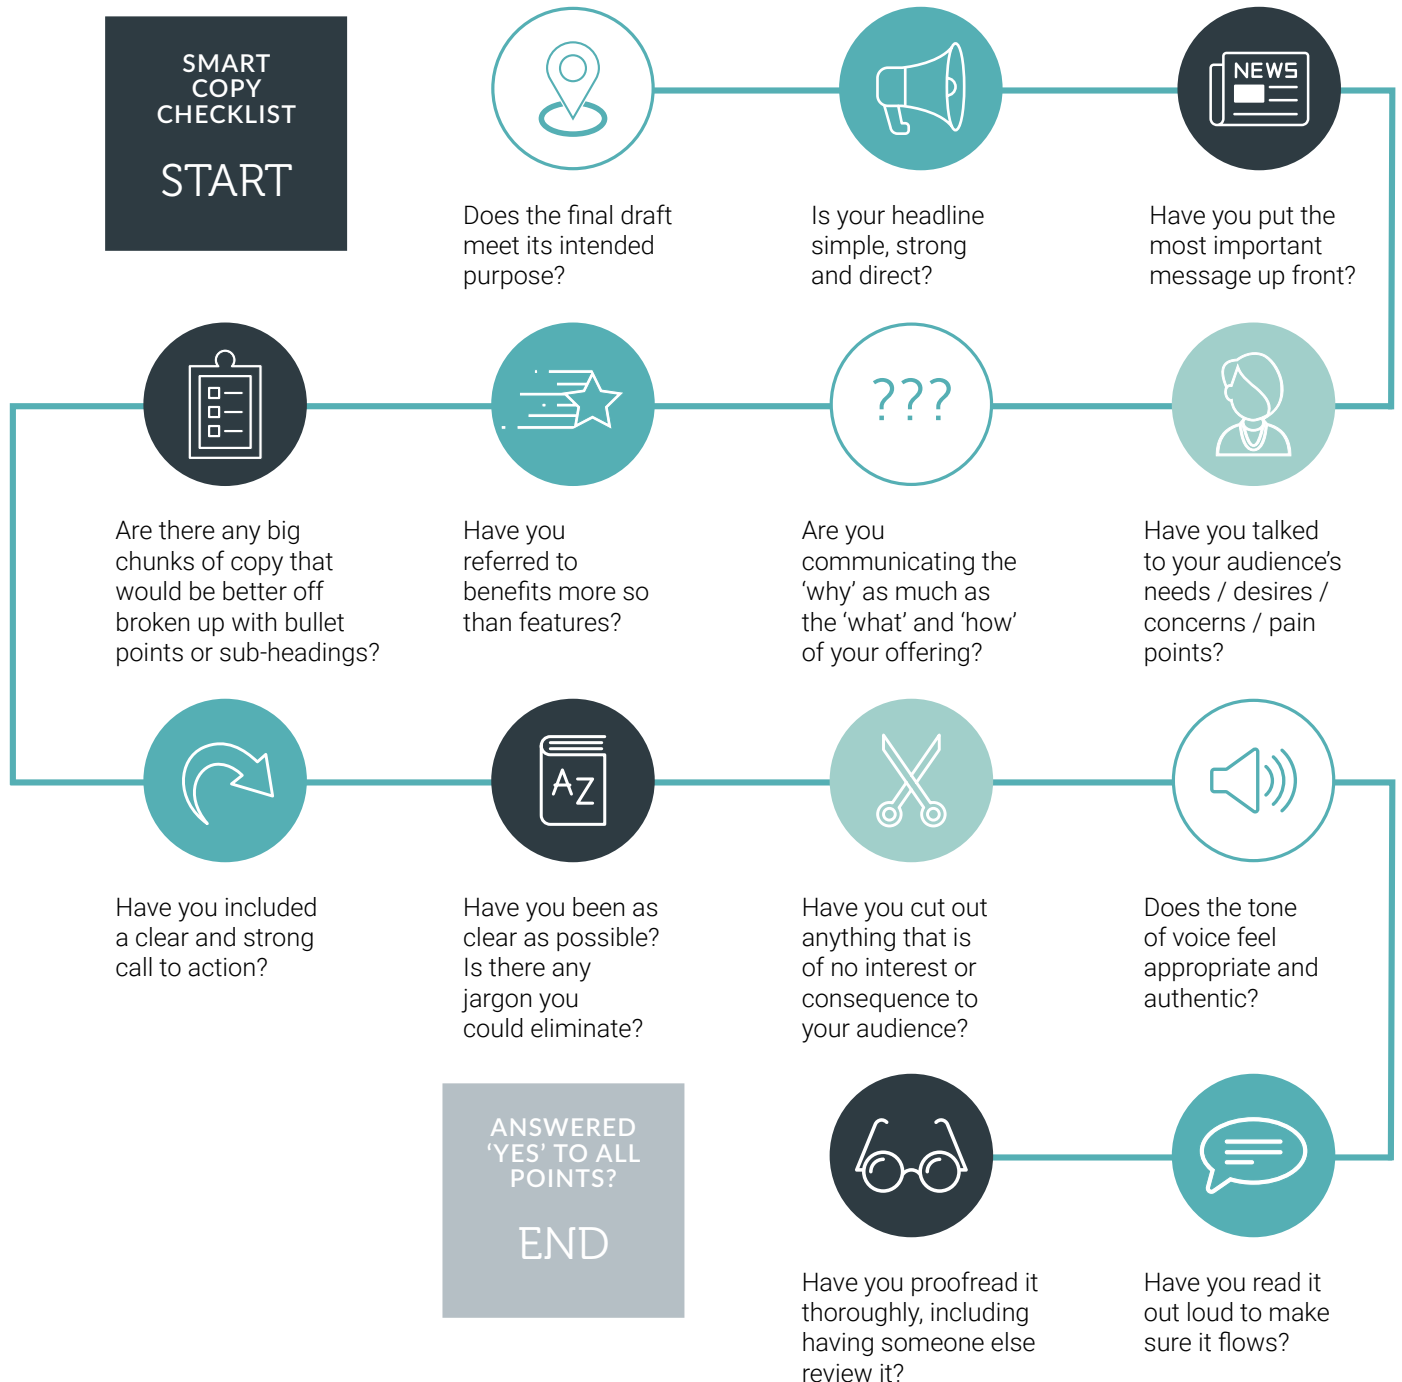 SMART
COPY
CHECKLIST
START
Does the final draft
meet its intended
purpose?
Is your headline
simple, strong
and direct?
NEWS
Have you put the
most important
message up front?
Have you talked
to your audience’s
needs / desires /
concerns / pain
points?
???
Are you
communicating the
‘why’ as much as
the ‘what’ and ‘how’
of your offering?
Have you
referred to
benefits more so
than features?
Are there any big
chunks of copy that
would be better off
broken up with bullet
points or sub-headings?
Have you included
a clear and strong
call to action?
AZ
Have you been as
clear as possible?
Is there any
jargon you
could eliminate?
Have you cut out
anything that is
of no interest or
consequence to
your audience?
Does the tone
of voice feel
appropriate and
authentic?
Have you read it
out loud to make
sure it flows?
Have you proofread it
thoroughly, including
having someone else
review it?
ANSWERED
‘YES’ TO ALL
POINTS?
END